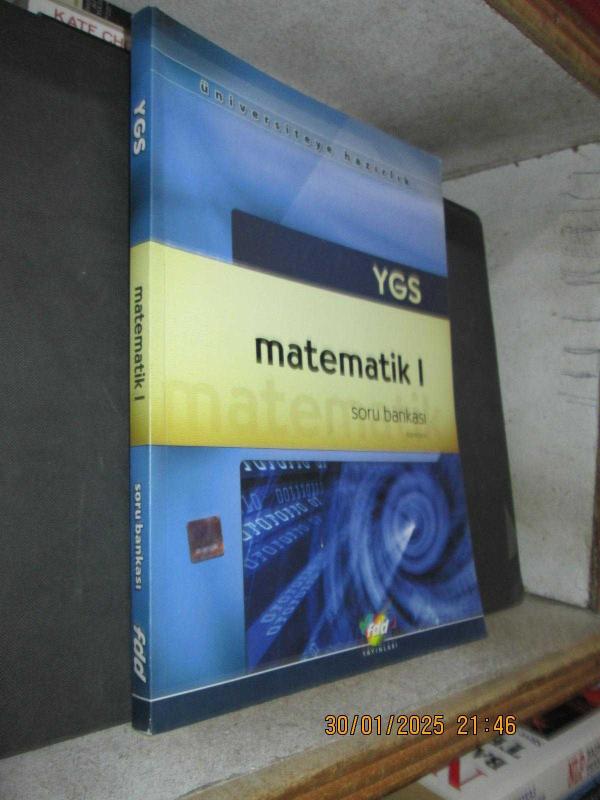 KATE CH
YGS
matematik I
soru bankası
fdd
üniversiteye hazırlık
YGS
matematik I
matematik
soru bankası
fdd
YAYINLARI
30/01/2025 21:46